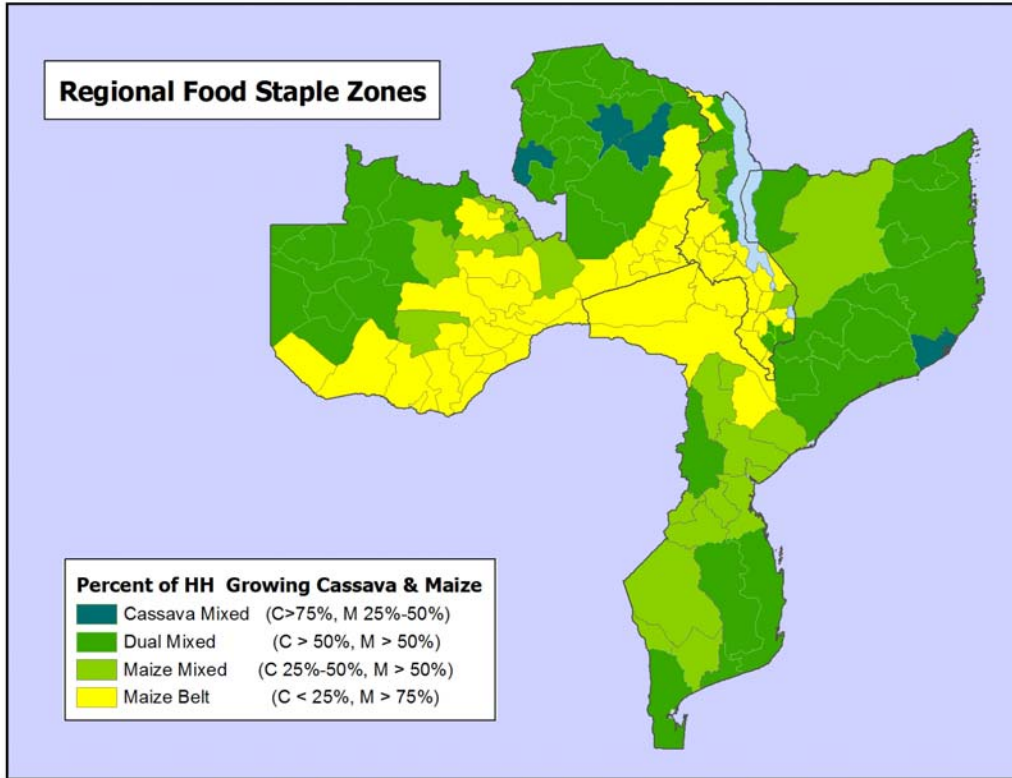 Regional Food Staple Zones
Percent of HH Growing Cassava & Maize
Cassava Mixed (C>75%, M 25%-50%)
Dual Mixed (C > 50%, M > 50%)
Maize Mixed (C 25%-50%, M > 50%)
Maize Belt (C < 25%, M > 75%)